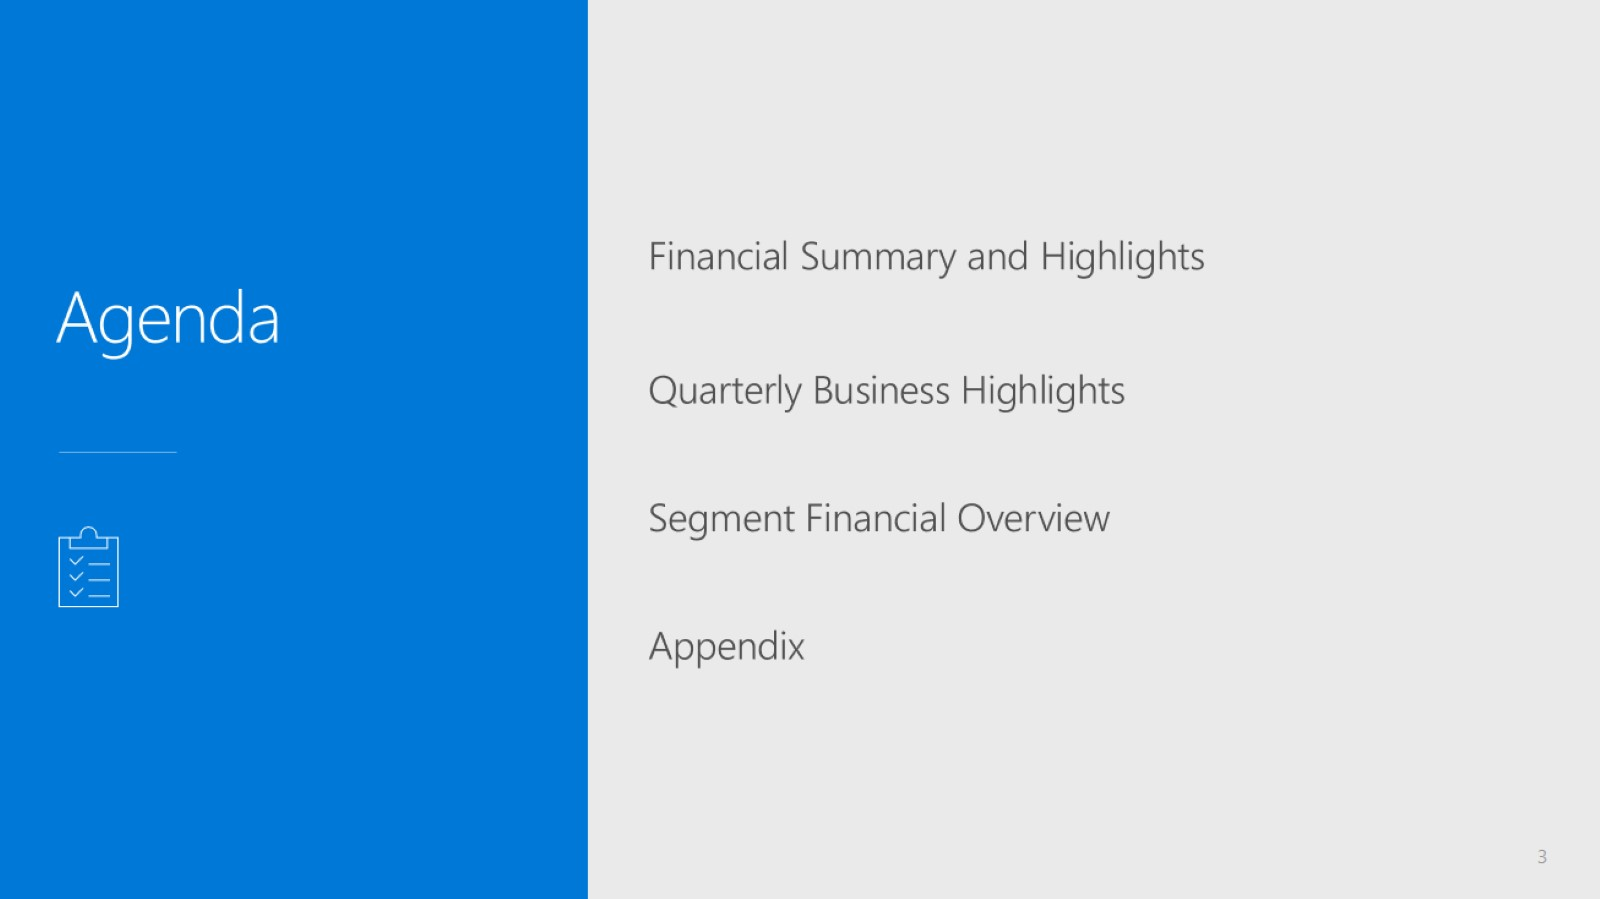 Agenda
Financial Summary and Highlights
Quarterly Business Highlights
Segment Financial Overview
Appendix
3